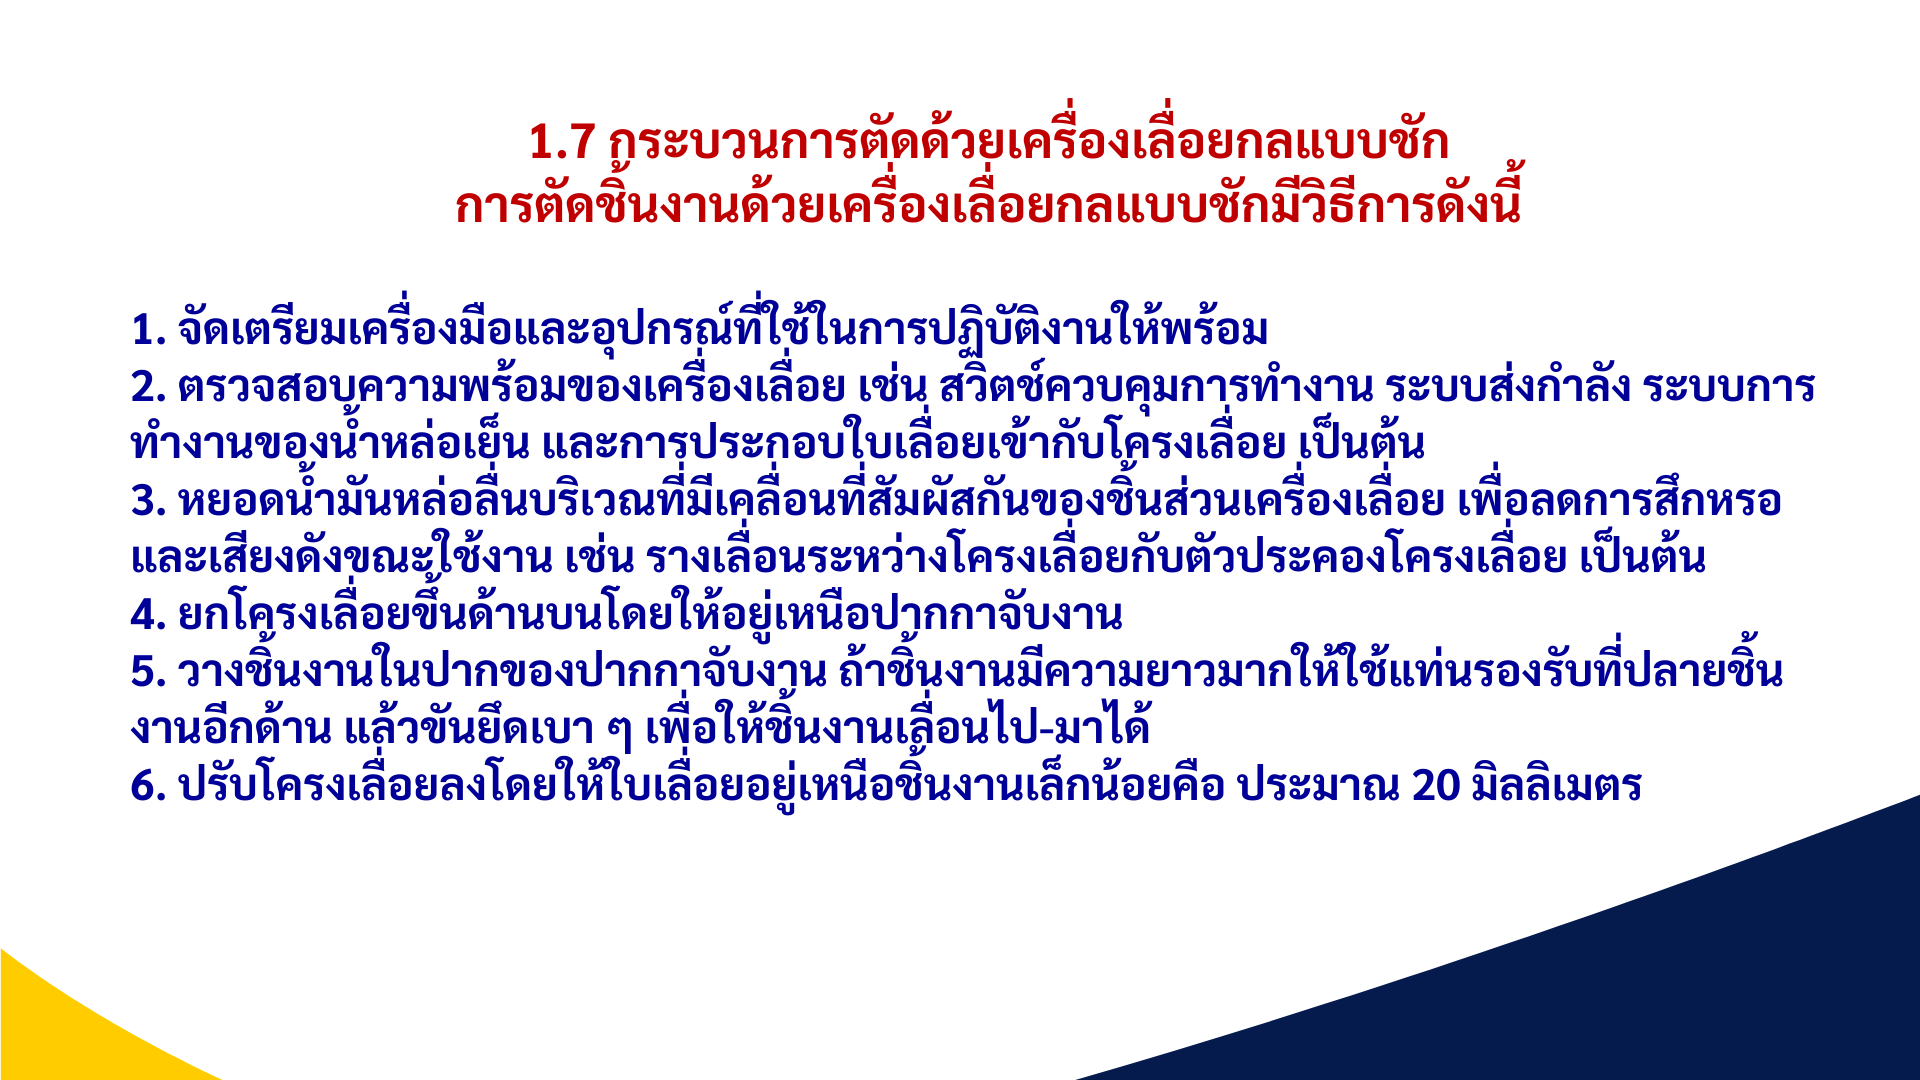 1.7 กระบวนการตัดด้วยเครื่องเลื่อยกลแบบชัก
การตัดชิ้นงานด้วยเครื่องเลื่อยกลแบบชักมีวิธีการดังนี้
1. จัดเตรียมเครื่องมือและอุปกรณ์ที่ใช้ในการปฏิบัติงานให้พร้อม
2. ตรวจสอบความพร้อมของเครื่องเลื่อย เช่น สวิตช์ควบคุมการทำงาน ระบบส่งกำลัง ระบบการ
ทำงานของน้ำหล่อเย็น และการประกอบใบเลื่อยเข้ากับโครงเลื่อย เป็นต้น
3. หยอดน้ำมันหล่อลื่นบริเวณที่มีเคลื่อนที่สัมผัสกันของชิ้นส่วนเครื่องเลื่อย เพื่อลดการสึกหรอ
และเสียงดังขณะใช้งาน เช่น รางเลื่อนระหว่างโครงเลื่อยกับตัวประคองโครงเลื่อย เป็นต้น
4. ยกโครงเลื่อยขึ้นด้านบนโดยให้อยู่เหนือปากกาจับงาน
5. วางชิ้นงานในปากของปากกาจับงาน ถ้าชิ้นงานมีความยาวมากให้ใช้แท่นรองรับที่ปลายชิ้น
งานอีกด้าน แล้วขันยึดเบา ๆ เพื่อให้ชิ้นงานเลื่อนไป-มาได้
6. ปรับโครงเลื่อยลงโดยให้ใบเลื่อยอยู่เหนือชิ้นงานเล็กน้อยคือ ประมาณ 20 มิลลิเมตร